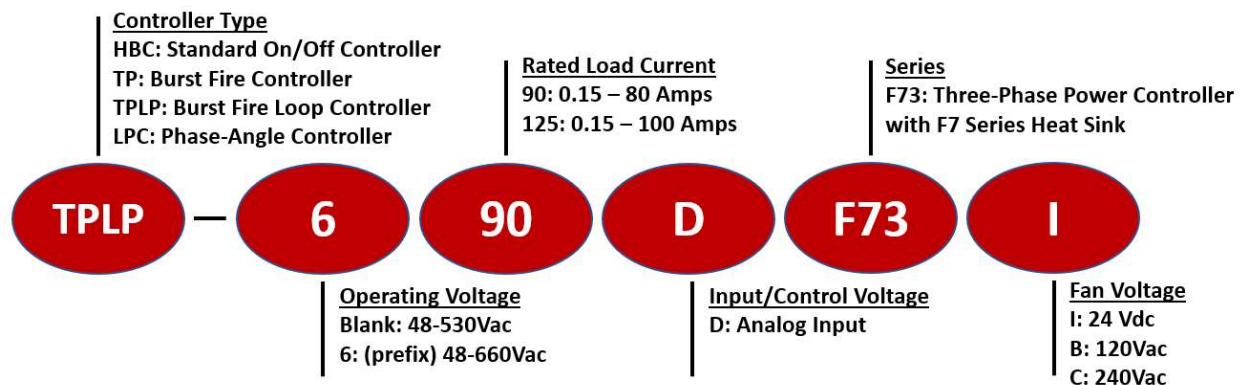 Controller Type
HBC: Standard On/Off Controller
TP: Burst Fire Controller
TPLP: Burst Fire Loop Controller
LPC: Phase-Angle Controller
Rated Load Current
90: 0.15 – 80 Amps
125: 0.15 – 100 Amps
Series
F73: Three-Phase Power Controller
with F7 Series Heat Sink
TPLP – 6 90 D F73 I
Operating Voltage
Blank: 48-530Vac
6: (prefix) 48-660Vac
Input/Control Voltage
D: Analog Input
Fan Voltage
I: 24 Vdc
B: 120Vac
C: 240Vac